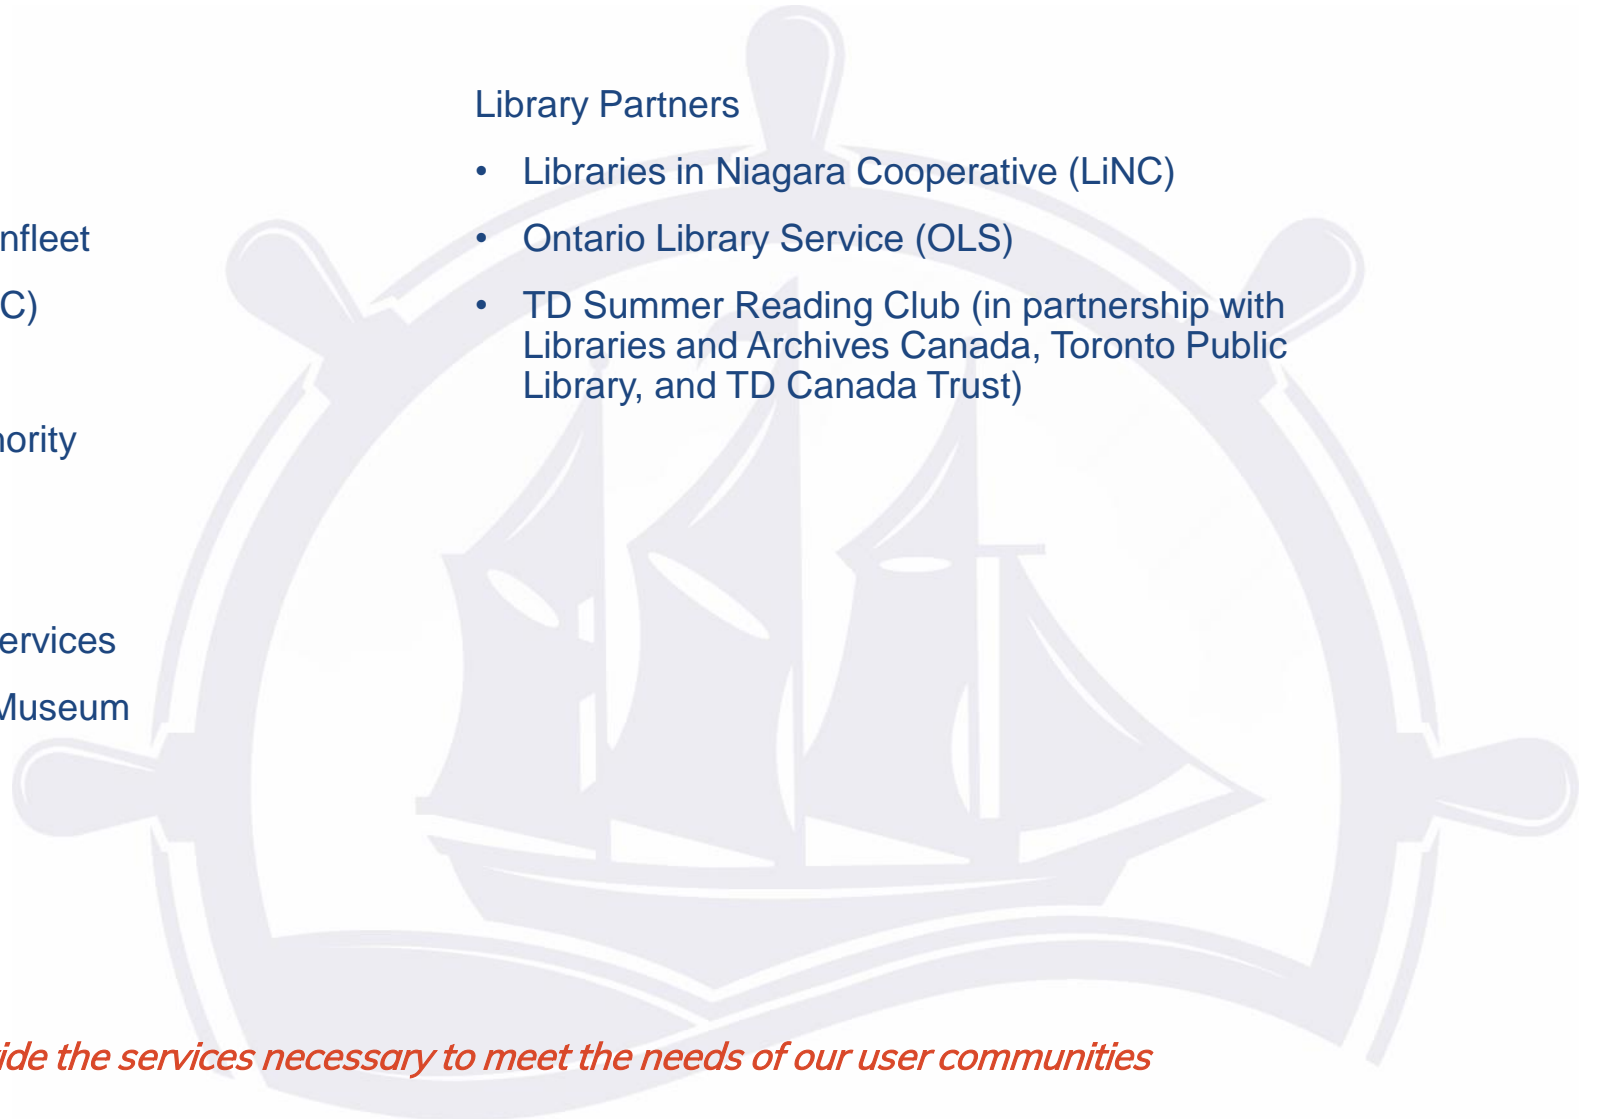 nfleet
C)
nority
ervices
Museum
Library Partners
• Libraries in Niagara Cooperative (LiNC)
• Ontario Library Service (OLS)
• TD Summer Reading Club (in partnership with
Libraries and Archives Canada, Toronto Public
Library, and TD Canada Trust)
ide the services necessary to meet the needs of our user communities